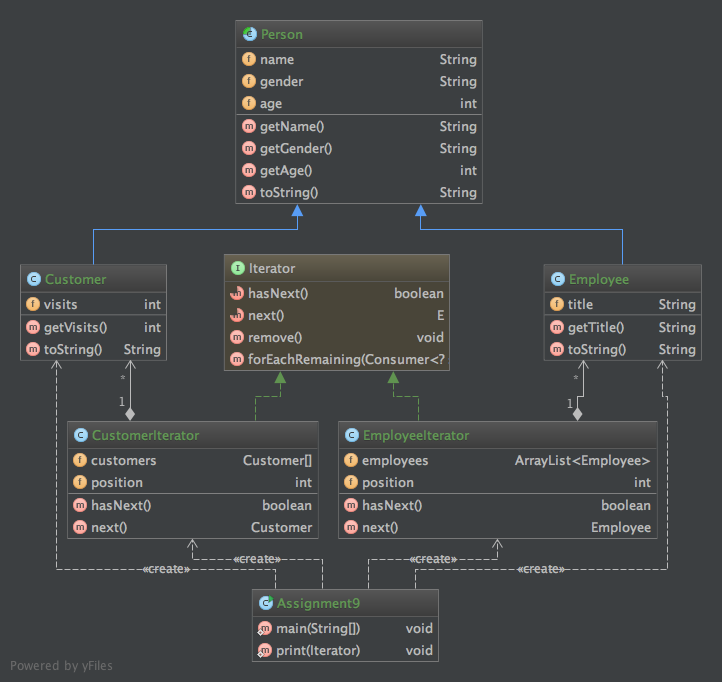 Person
name String
gender String
age int
getName() String
getGender() String
getAge() int
toString() String
Customer
visits int
getVisits() int
toString() String
Iterator
hasNext() boolean
next() E
remove() void
forEachRemaining(Consumer<?
Employee
title String
getTitle() String
toString() String
* *
1 1
CustomerIterator
customers Customer[]
position int
hasNext() boolean
next() Customer
EmployeeIterator
employees ArrayList<Employee>
position int
hasNext() boolean
next() Employee
«create» «create»
«create» «create»
Assignment9
main(String[]) void
print(Iterator) void
Powered by yFiles